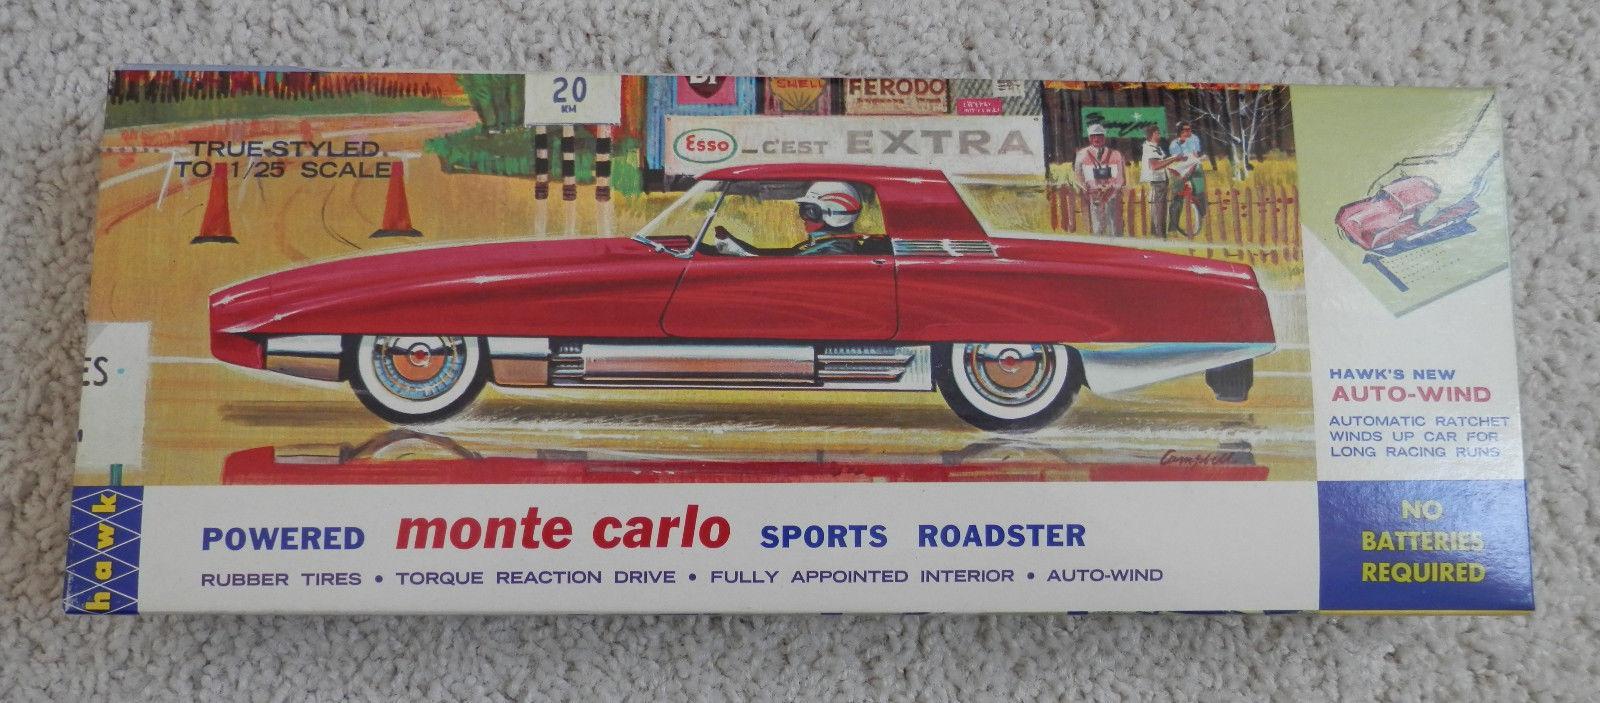 20
KM
BP
SHELL
FERODO
Esso
C'EST EXTRA
TRUE-STYLED
TO 1/25 SCALE
ES
Campbell
HAWK'S NEW
AUTO-WIND
AUTOMATIC RATCHET
WINDS UP CAR FOR
LONG RACING RUNS
hawk
POWERED monte carlo SPORTS ROADSTER
RUBBER TIRES • TORQUE REACTION DRIVE • FULLY APPOINTED INTERIOR • AUTO-WIND
NO
BATTERIES
REQUIRED